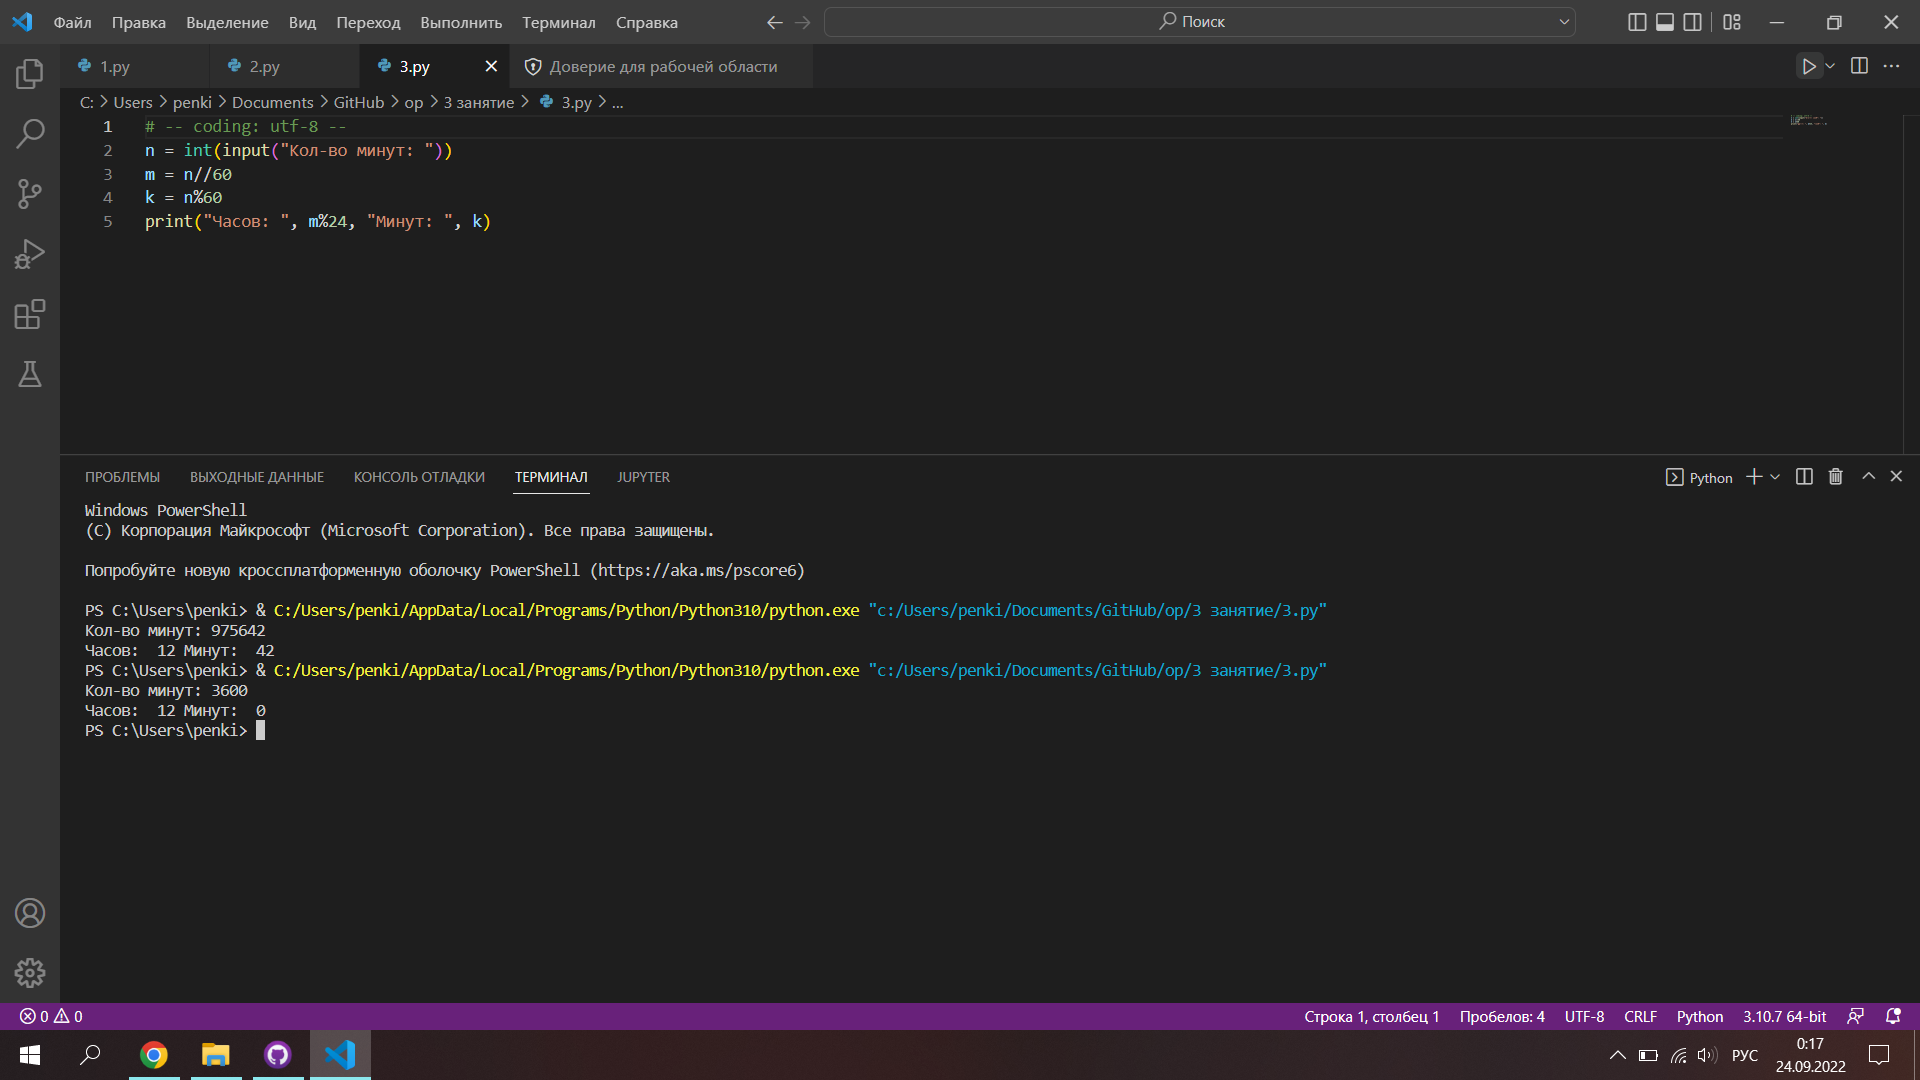 Файл Правка Выделение Вид Переход Выполнить Терминал Справка Поиск
1.py 2.py 3.py Доверие для рабочей области
C: > Users > penki > Documents > GitHub > op > 3 занятие > 3.py > ...
1 # -- coding: utf-8 --
2 n = int(input("Кол-во минут: "))
3 m = n//60
4 k = n%60
5 print("Часов: ", m%24, "Минут: ", k)
ПРОБЛЕМЫ ВЫХОДНЫЕ ДАННЫЕ КОНСОЛЬ ОТЛАДКИ ТЕРМИНАЛ JUPYTER Python
Windows PowerShell
(C) Корпорация Майкрософт (Microsoft Corporation). Все права защищены.
Попробуйте новую кроссплатформенную оболочку PowerShell (https://aka.ms/pscore6)
PS C:\Users\penki> & C:/Users/penki/AppData/Local/Programs/Python/Python310/python.exe "c:/Users/penki/Documents/GitHub/op/3 занятие/3.py"
Кол-во минут: 975642
Часов:  12 Минут:  42
PS C:\Users\penki> & C:/Users/penki/AppData/Local/Programs/Python/Python310/python.exe "c:/Users/penki/Documents/GitHub/op/3 занятие/3.py"
Кол-во минут: 3600
Часов:  12 Минут:  0
PS C:\Users\penki>
0 0 Строка 1, столбец 1 Пробелов: 4 UTF-8 CRLF Python 3.10.7 64-bit
РУС 0:17
24.09.2022